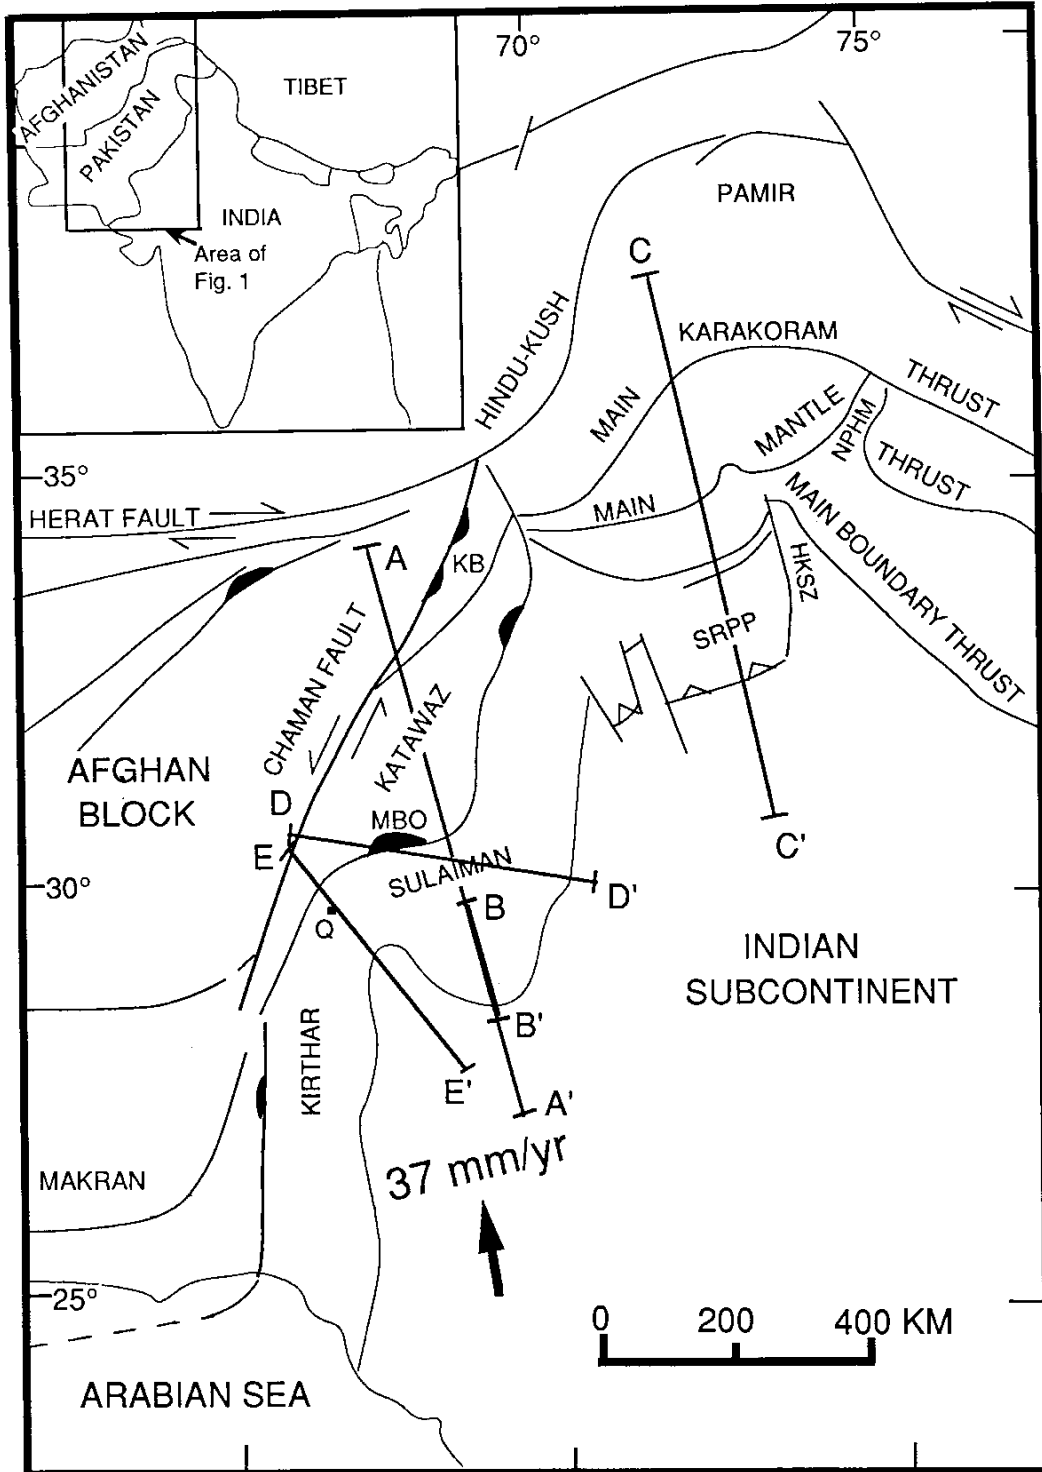 70°
75°
AFGHANISTAN
PAKISTAN
TIBET
INDIA
Area of
Fig. 1
PAMIR
C
HINDU-KUSH
MAIN
KARAKORAM
THRUST
MAIN
MANTLE
THRUST
NPHM
35°
HERAT FAULT
MAIN BOUNDARY THRUST
HKSZ
SRPP
A
KB
CHAMAN FAULT
KATAWAZ
AFGHAN
BLOCK
D
E
MBO
SULAIMAN
C'
30°
B
D'
Q
INDIAN
SUBCONTINENT
B'
KIRTHAR
E'
A'
37 mm/yr
MAKRAN
25°
0 200 400 KM
ARABIAN SEA